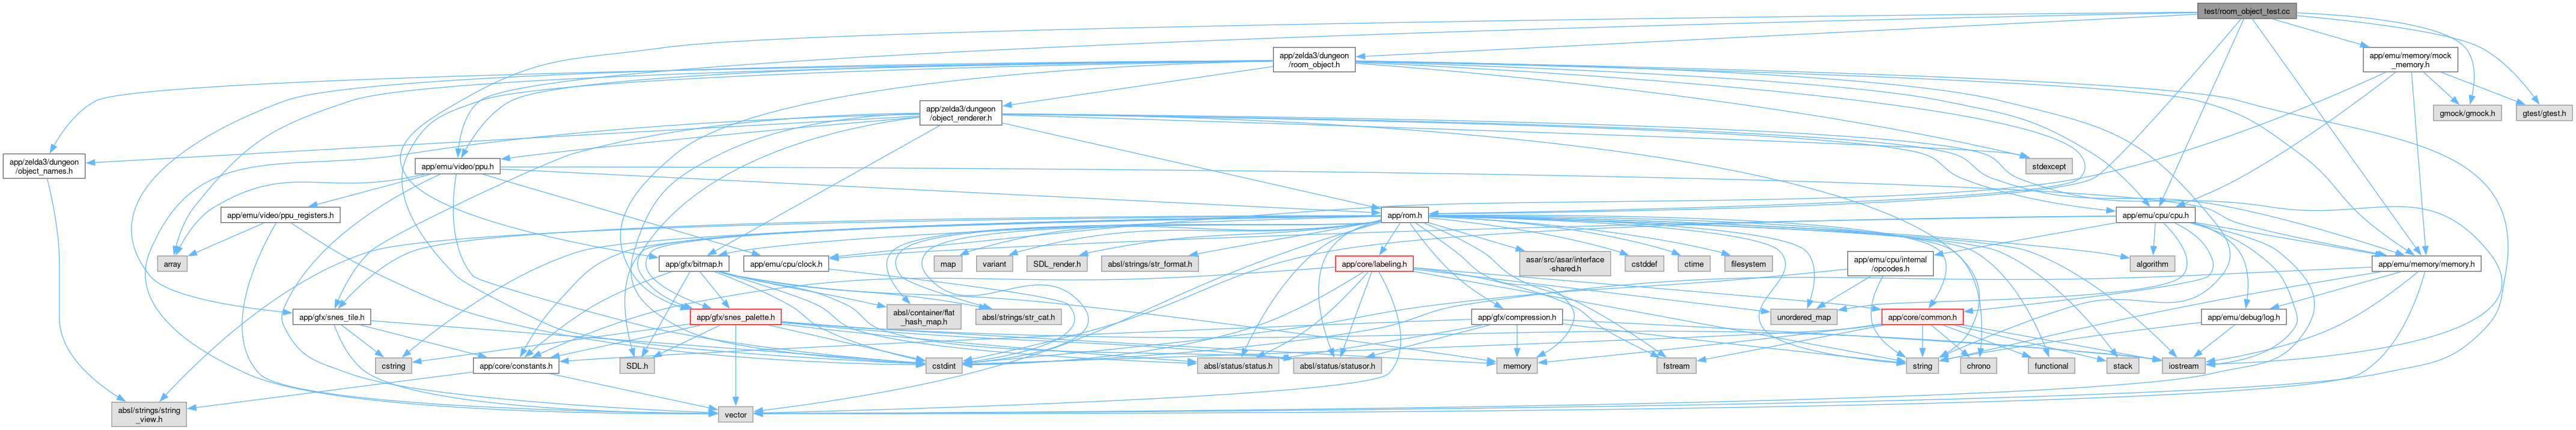 test/room_object_test.cc
app/zelda3/dungeon
/room_object.h
app/emu/memory/mock
_memory.h
app/zelda3/dungeon
/object_renderer.h
gmock/gmock.h
gtest/gtest.h
app/zelda3/dungeon
/object_names.h
app/emu/video/ppu.h
stdexcept
app/emu/video/ppu_registers.h
app/rom.h
app/emu/cpu/cpu.h
array
app/gfx/bitmap.h
app/emu/cpu/clock.h
map
variant
SDL_render.h
absl/strings/str_format.h
app/core/labeling.h
asar/src/asar/interface
-shared.h
cstddef
ctime
filesystem
app/emu/cpu/internal
/opcodes.h
algorithm
app/emu/memory/memory.h
app/gfx/snes_tile.h
app/gfx/snes_palette.h
absl/container/flat
_hash_map.h
absl/strings/str_cat.h
app/gfx/compression.h
unordered_map
app/core/common.h
app/emu/debug/log.h
cstring
app/core/constants.h
SDL.h
cstdint
absl/status/status.h
memory
absl/status/statusor.h
fstream
string
chrono
functional
stack
iostream
absl/strings/string
_view.h
vector